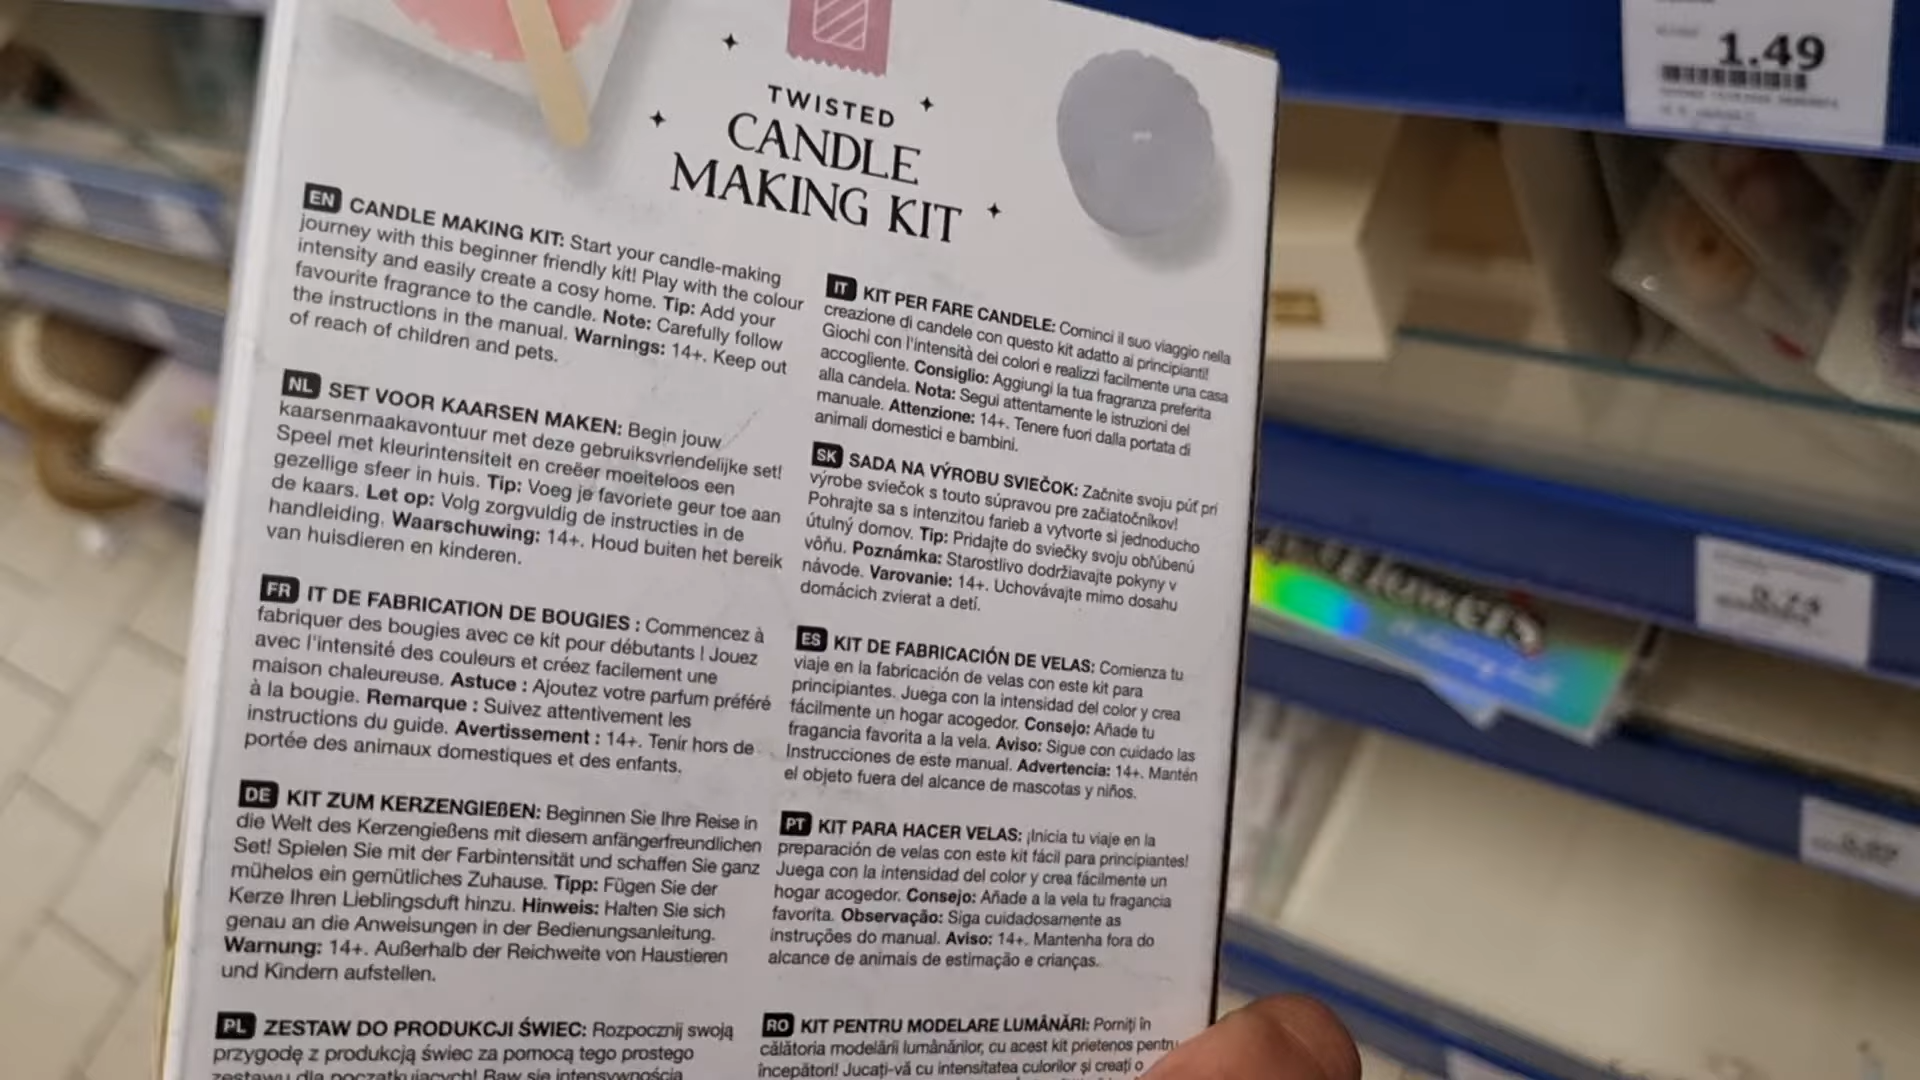 TWISTED
CANDLE
MAKING KIT
EN CANDLE MAKING KIT: Start your candle-making
journey with this beginner friendly kit! Play with the colour
intensity and easily create a cosy home. Tip: Add your
favourite fragrance to the candle. Note: Carefully follow
the instructions in the manual. Warnings: 14+. Keep out
of reach of children and pets.
NL SET VOOR KAARSEN MAKEN: Begin jouw
kaarsenmaakavontuur met deze gebruiksvriendelijke set!
Speel met kleurintensiteit en creëer moeiteloos een
gezellige sfeer in huis. Tip: Voeg je favoriete geur toe aan
de kaars. Let op: Volg zorgvuldig de instructies in de
handleiding. Waarschuwing: 14+. Houd buiten het bereik
van huisdieren en kinderen.
FR IT DE FABRICATION DE BOUGIES : Commencez à
fabriquer des bougies avec ce kit pour débutants ! Jouez
avec l'intensité des couleurs et créez facilement une
maison chaleureuse. Astuce : Ajoutez votre parfum préféré
à la bougie. Remarque : Suivez attentivement les
instructions du guide. Avertissement : 14+. Tenir hors de
portée des animaux domestiques et des enfants.
DE KIT ZUM KERZENGIEßEN: Beginnen Sie Ihre Reise in
die Welt des Kerzengießens mit diesem anfängerfreundlichen
Set! Spielen Sie mit der Farbintensität und schaffen Sie ganz
mühelos ein gemütliches Zuhause. Tipp: Fügen Sie der
Kerze Ihren Lieblingsduft hinzu. Hinweis: Halten Sie sich
genau an die Anweisungen in der Bedienungsanleitung.
Warnung: 14+. Außerhalb der Reichweite von Haustieren
und Kindern aufstellen.
PL ZESTAW DO PRODUKCJI ŚWIEC: Rozpocznij swoją
przygodę z produkcją świec za pomocą tego prostego
zestawu dla początkujących! Baw się intensywnością
IT KIT PER FARE CANDELE: Cominci il suo viaggio nella
creazione di candele con questo kit adatto ai principianti!
Giochi con l'intensità dei colori e realizzi facilmente una casa
accogliente. Consiglio: Aggiungi la tua fragranza preferita
alla candela. Nota: Segui attentamente le istruzioni del
manuale. Attenzione: 14+. Tenere fuori dalla portata di
animali domestici e bambini.
SK SADA NA VÝROBU SVIEČOK: Začnite svoju púť pri
výrobe sviečok s touto súpravou pre začiatočníkov!
Pohrajte sa s intenzitou farieb a vytvorte si jednoducho
útulný domov. Tip: Pridajte do sviečky svoju obľúbenú
vôňu. Poznámka: Starostlivo dodržiavajte pokyny v
návode. Varovanie: 14+. Uchovávajte mimo dosahu
domácich zvierat a detí.
ES KIT DE FABRICACIÓN DE VELAS: Comienza tu
viaje en la fabricación de velas con este kit para
principiantes. Juega con la intensidad del color y crea
fácilmente un hogar acogedor. Consejo: Añade tu
fragancia favorita a la vela. Aviso: Sigue con cuidado las
Instrucciones de este manual. Advertencia: 14+. Mantén
el objeto fuera del alcance de mascotas y niños.
PT KIT PARA HACER VELAS: ¡Inicia tu viaje en la
preparación de velas con este kit fácil para principiantes!
Juega con la intensidad del color y crea fácilmente un
hogar acogedor. Consejo: Añade a la vela tu fragancia
favorita. Observação: Siga cuidadosamente as
instruções do manual. Aviso: 14+. Mantenha fora do
alcance de animais de estimação e crianças.
RO KIT PENTRU MODELARE LUMÂNĂRI: Porniți în
călătoria modelării lumânărilor, cu acest kit prietenos pentru
începători! Jucați-vă cu intensitatea culorilor și creați o
1.49